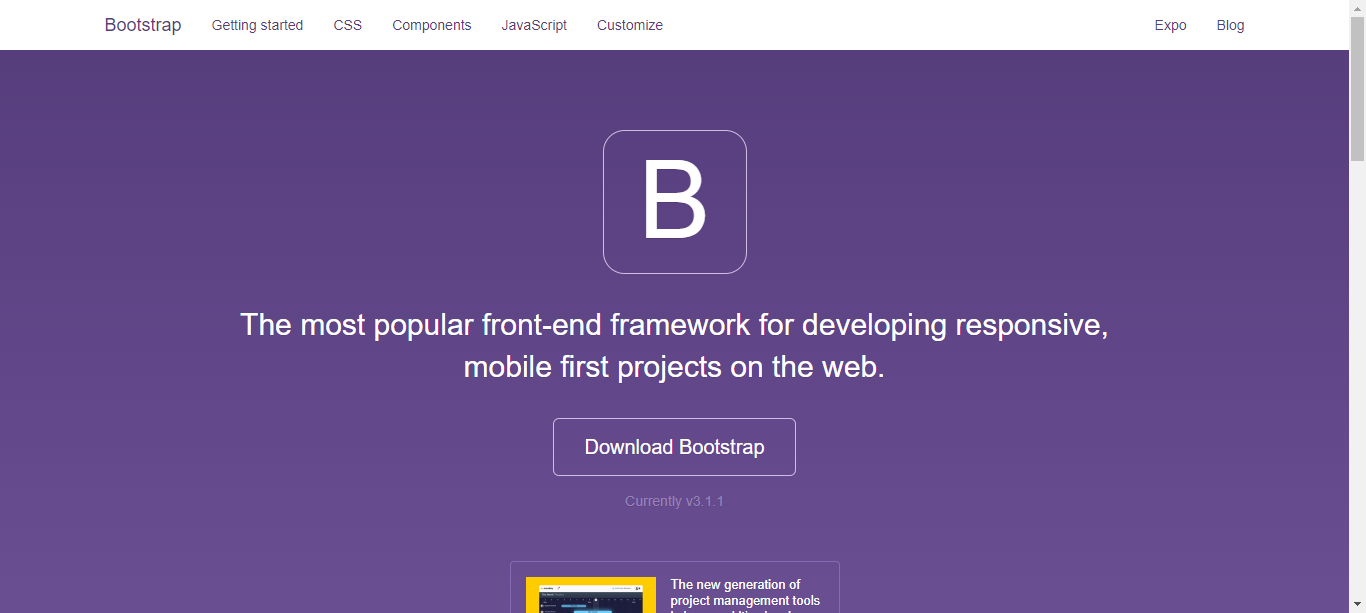 Bootstrap Getting started CSS Components JavaScript Customize Expo Blog
B
The most popular front-end framework for developing responsive,
mobile first projects on the web.
Download Bootstrap
Currently v3.1.1
The new generation of
project management tools